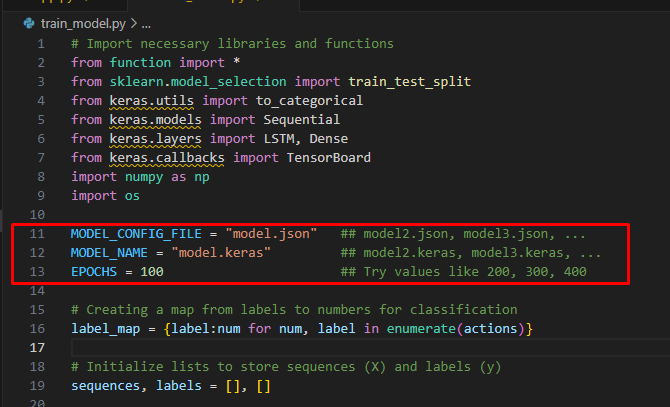 train_model.py > ...
1 # Import necessary libraries and functions
2 from function import *
3 from sklearn.model_selection import train_test_split
4 from keras.utils import to_categorical
5 from keras.models import Sequential
6 from keras.layers import LSTM, Dense
7 from keras.callbacks import TensorBoard
8 import numpy as np
9 import os
10
11 MODEL_CONFIG_FILE = "model.json" ## model2.json, model3.json, ...
12 MODEL_NAME = "model.keras" ## model2.keras, model3.keras, ...
13 EPOCHS = 100 ## Try values like 200, 300, 400
14
15 # Creating a map from labels to numbers for classification
16 label_map = {label:num for num, label in enumerate(actions)}
17
18 # Initialize lists to store sequences (X) and labels (y)
19 sequences, labels = [], []
20